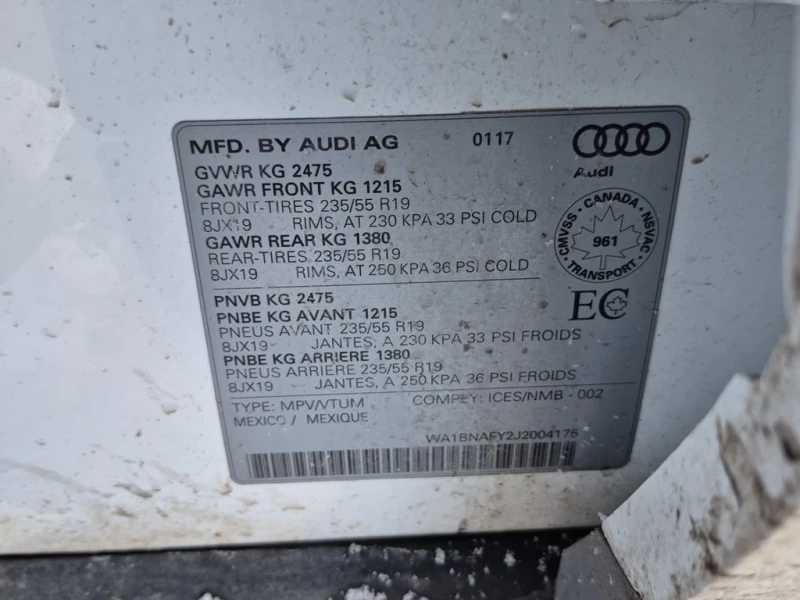 MFD. BY AUDI AG 0117
Audi
GVWR KG 2475
GAWR FRONT KG 1215
FRONT-TIRES 235/55 R19
8JX19 RIMS, AT 230 KPA 33 PSI COLD
GAWR REAR KG 1380
REAR-TIRES 235/55 R19
8JX19 RIMS, AT 250 KPA 36 PSI COLD
CMVSS • CANADA • NSVAC
961
TRANSPORT
EC
PNVB KG 2475
PNBE KG AVANT 1215
PNEUS AVANT 235/55 R19
8JX19 JANTES, A 230 KPA 33 PSI FROIDS
PNBE KG ARRIERE 1380
PNEUS ARRIERE 235/55 R19
8JX19 JANTES, A 250 KPA 36 PSI FROIDS
TYPE: MPV/VTUM COMPLY: ICES/NMB - 002
MEXICO / MEXIQUE
WA1BNAFY2J2004175